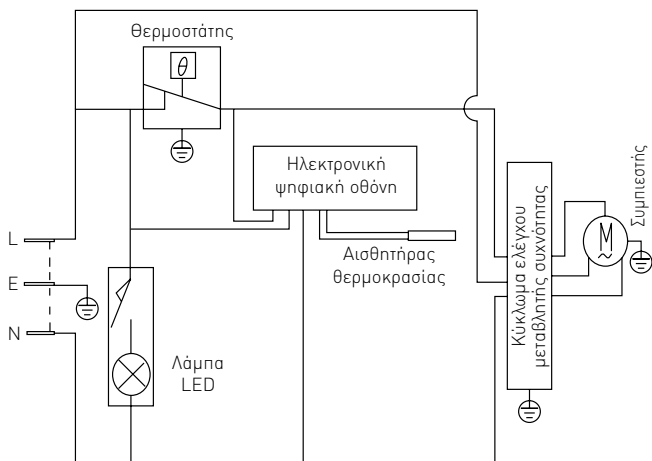 Θερμοστάτης
θ
Ηλεκτρονική
ψηφιακή οθόνη
Αισθητήρας
θερμοκρασίας
L
E
N
Λάμπα
LED
Κύκλωμα ελέγχου
μεταβλητής συχνότητας
M
~
Συμπιεστής